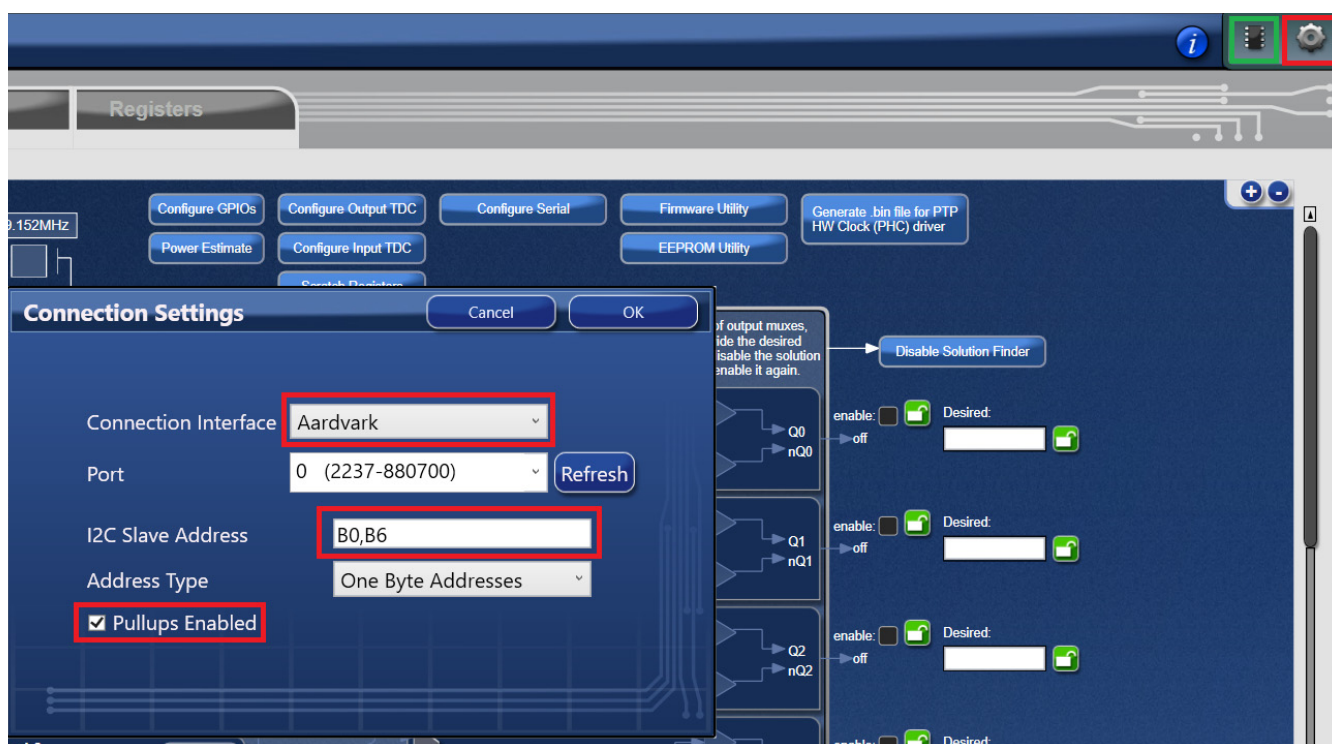 i
Registers
9.152MHz
Configure GPIOs
Configure Output TDC
Configure Serial
Firmware Utility
Generate .bin file for PTP
HW Clock (PHC) driver
Power Estimate
Configure Input TDC
EEPROM Utility
Scratch Registers
Connection Settings
Cancel
OK
of output muxes,
ide the desired
isable the solution
enable it again.
Disable Solution Finder
Connection Interface
Aardvark
Port
0 (2237-880700)
Refresh
I2C Slave Address
B0,B6
Address Type
One Byte Addresses
Pullups Enabled
Q0
nQ0
enable:
off
Desired:
Q1
nQ1
enable:
off
Desired:
Q2
nQ2
enable:
off
Desired:
enable:
Desired: